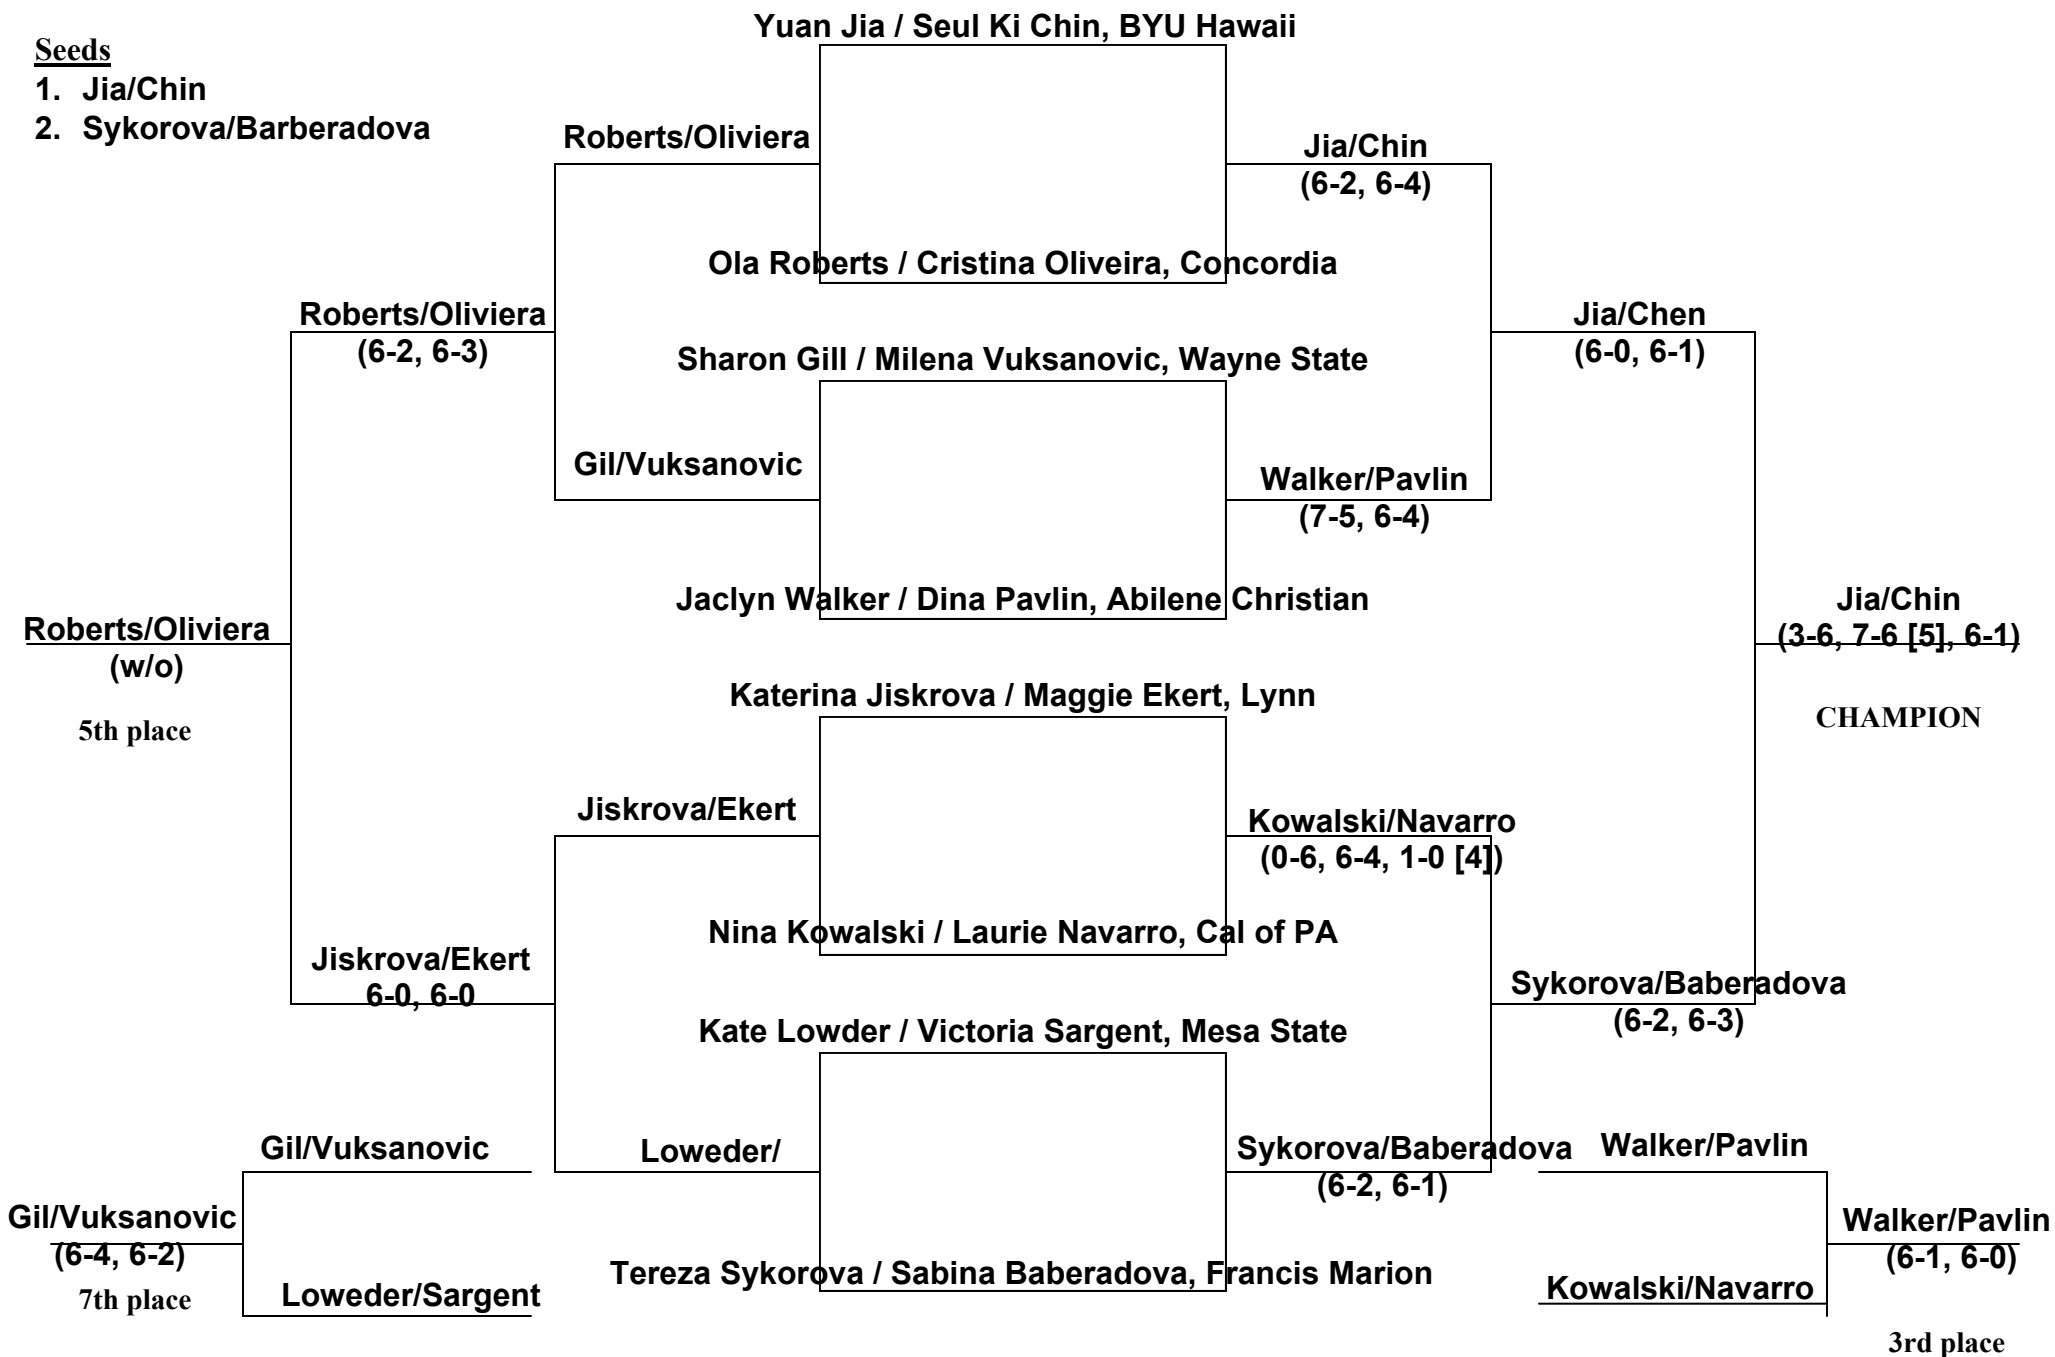 Yuan Jia / Seul Ki Chin, BYU Hawaii
Seeds
1. Jia/Chin
2. Sykorova/Barberadova
Roberts/Oliviera
Jia/Chin
(6-2, 6-4)
Ola Roberts / Cristina Oliveira, Concordia
Roberts/Oliviera
(6-2, 6-3)
Jia/Chen
(6-0, 6-1)
Sharon Gill / Milena Vuksanovic, Wayne State
Gil/Vuksanovic
Walker/Pavlin
(7-5, 6-4)
Jaclyn Walker / Dina Pavlin, Abilene Christian
Roberts/Oliviera
(w/o)
5th place
Jia/Chin
(3-6, 7-6 [5], 6-1)
CHAMPION
Katerina Jiskrova / Maggie Ekert, Lynn
Jiskrova/Ekert
Kowalski/Navarro
(0-6, 6-4, 1-0 [4])
Nina Kowalski / Laurie Navarro, Cal of PA
Jiskrova/Ekert
6-0, 6-0
Sykorova/Baberadova
(6-2, 6-3)
Kate Lowder / Victoria Sargent, Mesa State
Loweder/
Sykorova/Baberadova
(6-2, 6-1)
Tereza Sykorova / Sabina Baberadova, Francis Marion
Gil/Vuksanovic
Gil/Vuksanovic
(6-4, 6-2)
7th place
Loweder/Sargent
Walker/Pavlin
Walker/Pavlin
(6-1, 6-0)
Kowalski/Navarro
3rd place